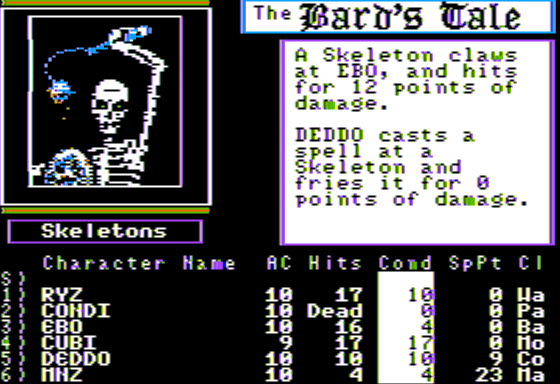 The Bard's Tale
A Skeleton claws
at EBO, and hits
for 12 points of
damage.
DEDDO casts a
spell at a
Skeleton and
fries it for 0
points of damage.
Skeletons
Character Name AC Hits Cond SpPt Cl
S)
1) RYZ 10 17 10 0 Wa
2) CONDI 10 Dead 0 0 Pa
3) EBO 10 16 4 0 Ba
4) CUBI 9 17 17 0 Mo
5) DEDDO 10 10 10 9 Co
6) MNZ 10 4 4 23 Ma